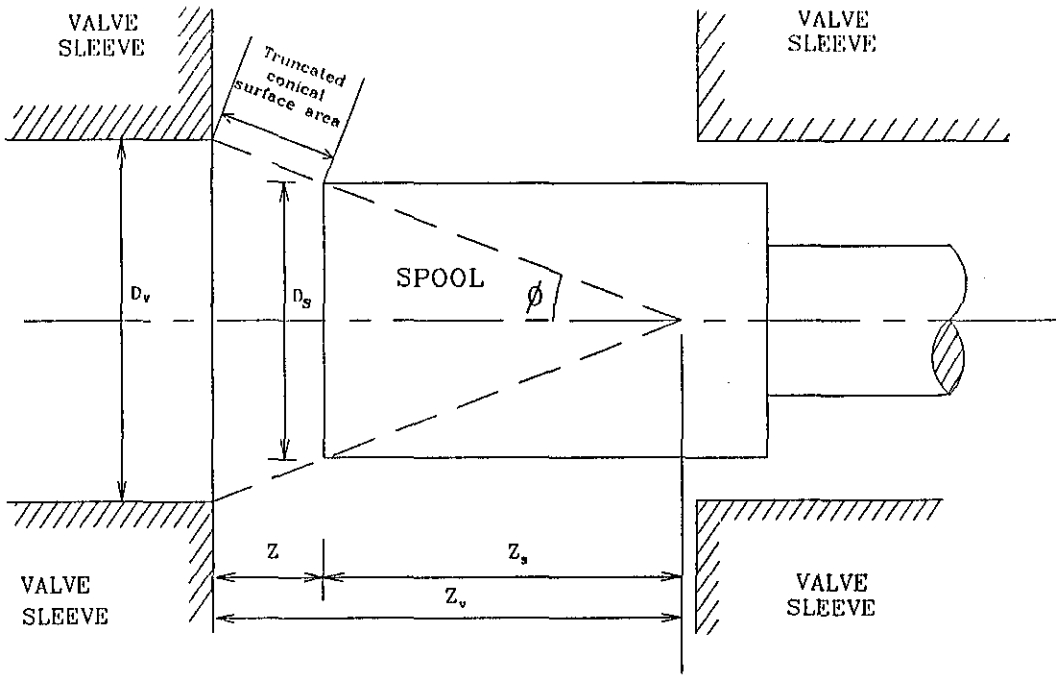 VALVE
SLEEVE
VALVE
SLEEVE
Truncated
conical
surface area
SPOOL
ϕ
Dᵥ
Dₛ
Z
Zₛ
Zᵥ
VALVE
SLEEVE
VALVE
SLEEVE